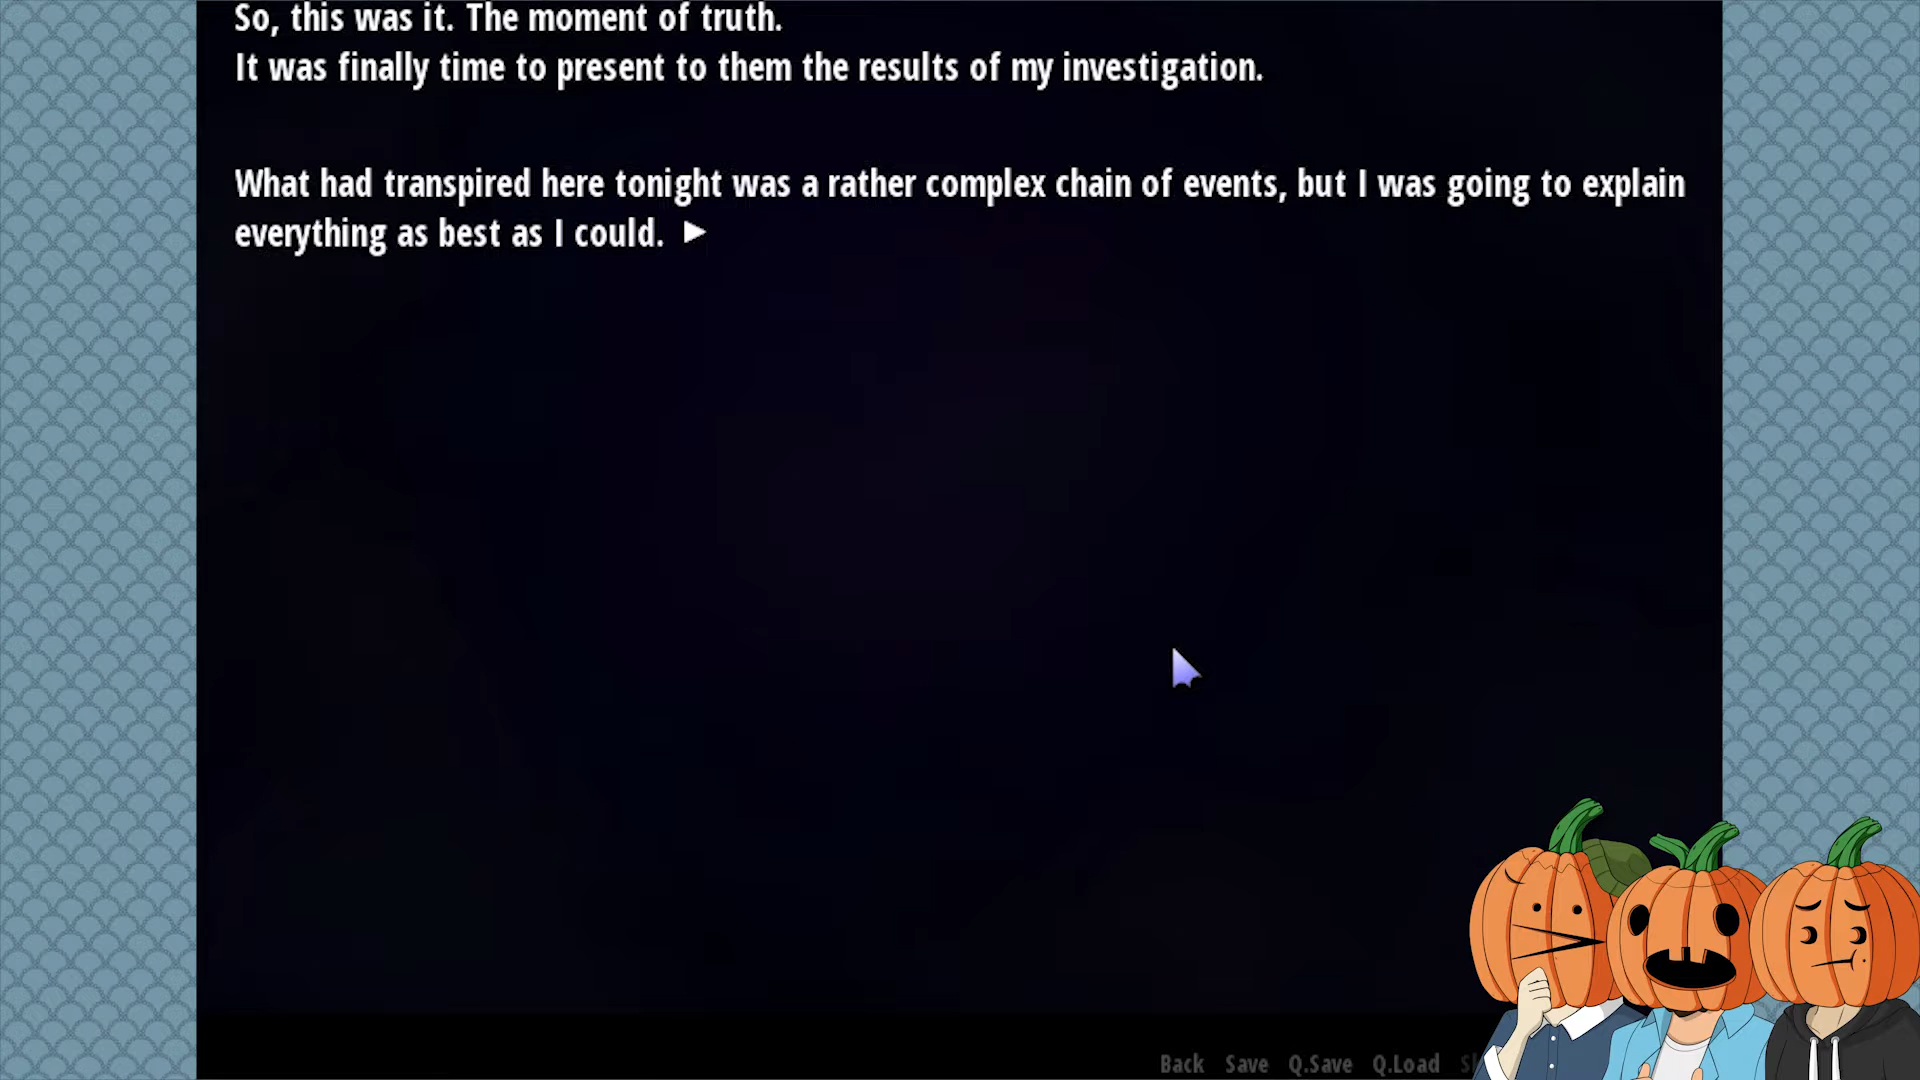 So, this was it. The moment of truth.
It was finally time to present to them the results of my investigation.
What had transpired here tonight was a rather complex chain of events, but I was going to explain
everything as best as I could.
Back Save Q.Save Q.Load